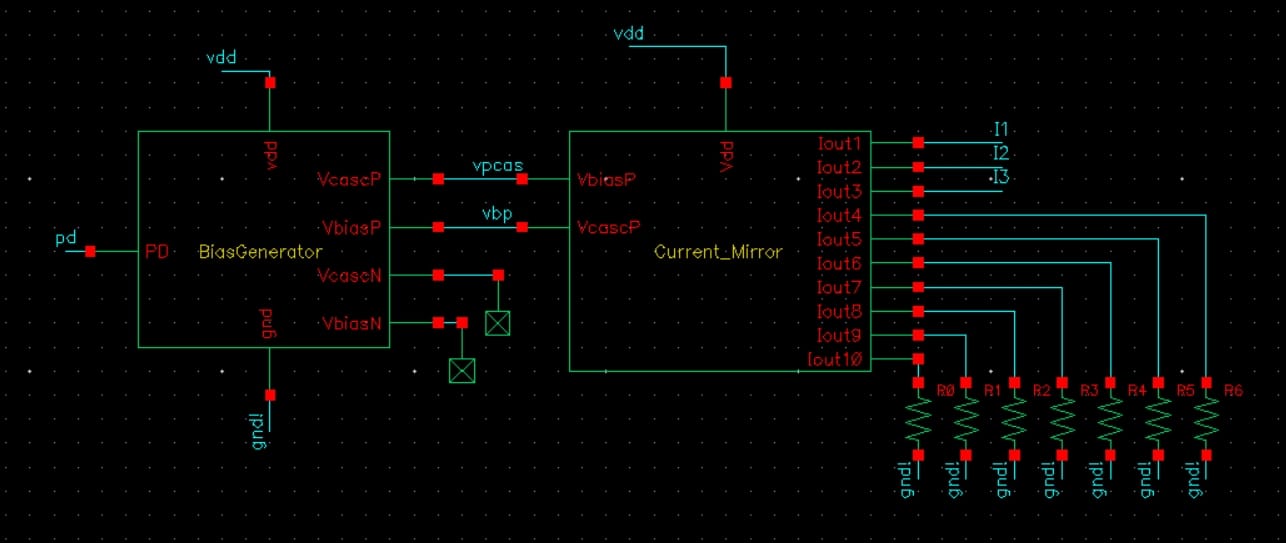 vdd
vdd
vdd
Vdd
Iout1
I1
Iout2
I2
vpcas
VcascP
VbiasP
Iout3
I3
vbp
Iout4
VbiasP
VcascP
pd
Iout5
PD
BiasGenerator
Current_Mirror
Iout6
VcascN
Iout7
gnd
VbiasN
Iout8
Iout9
Iout10
R0
R1
R2
R3
R4
R5
R6
gnd!
gnd!
gnd!
gnd!
gnd!
gnd!
gnd!
gnd!